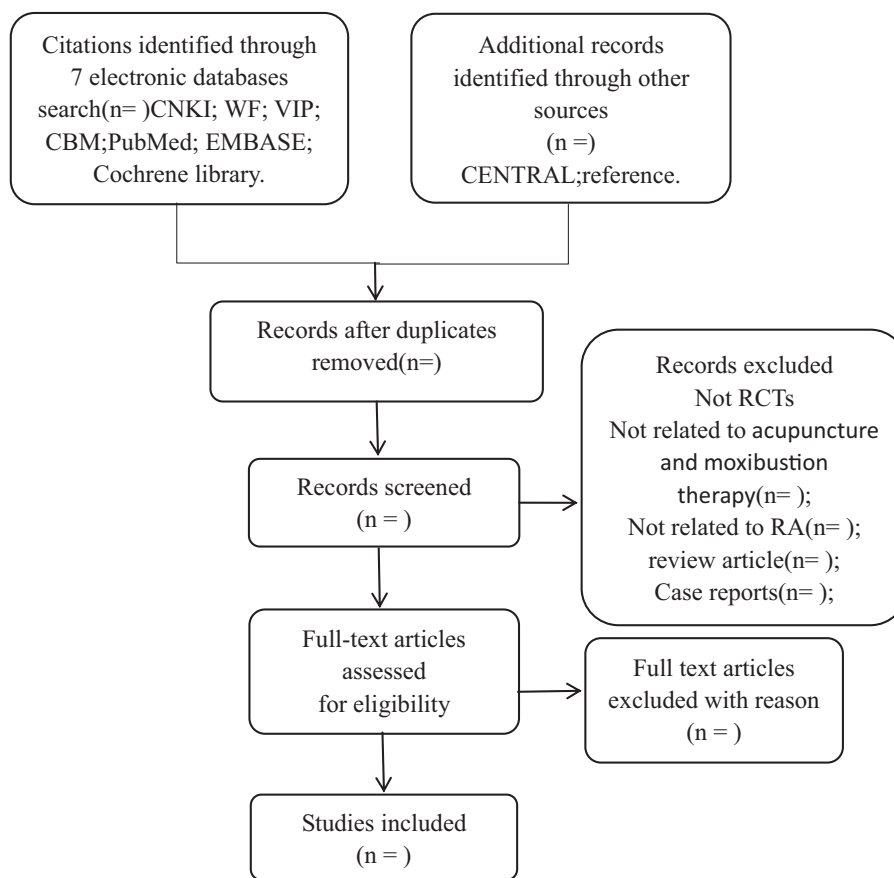 Citations identified through
7 electronic databases
search(n= )CNKI; WF; VIP;
CBM;PubMed; EMBASE;
Cochrene library.
Additional records
identified through other
sources
(n =)
CENTRAL;reference.
Records after duplicates
removed(n=)
Records excluded
Not RCTs
Not related to acupuncture
and moxibustion
therapy(n= );
Not related to RA(n= );
review article(n= );
Case reports(n= );
Records screened
(n = )
Full-text articles
assessed
for eligibility
Full text articles
excluded with reason
(n = )
Studies included
(n = )